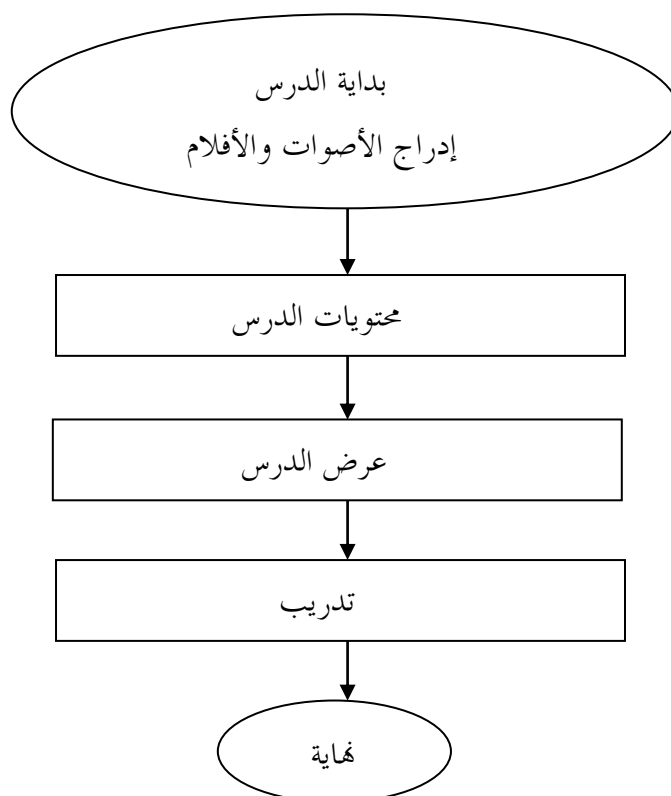 بداية الدرس
إدراج الأصوات والأفلام
محتويات الدرس
عرض الدرس
تدريب
نهاية